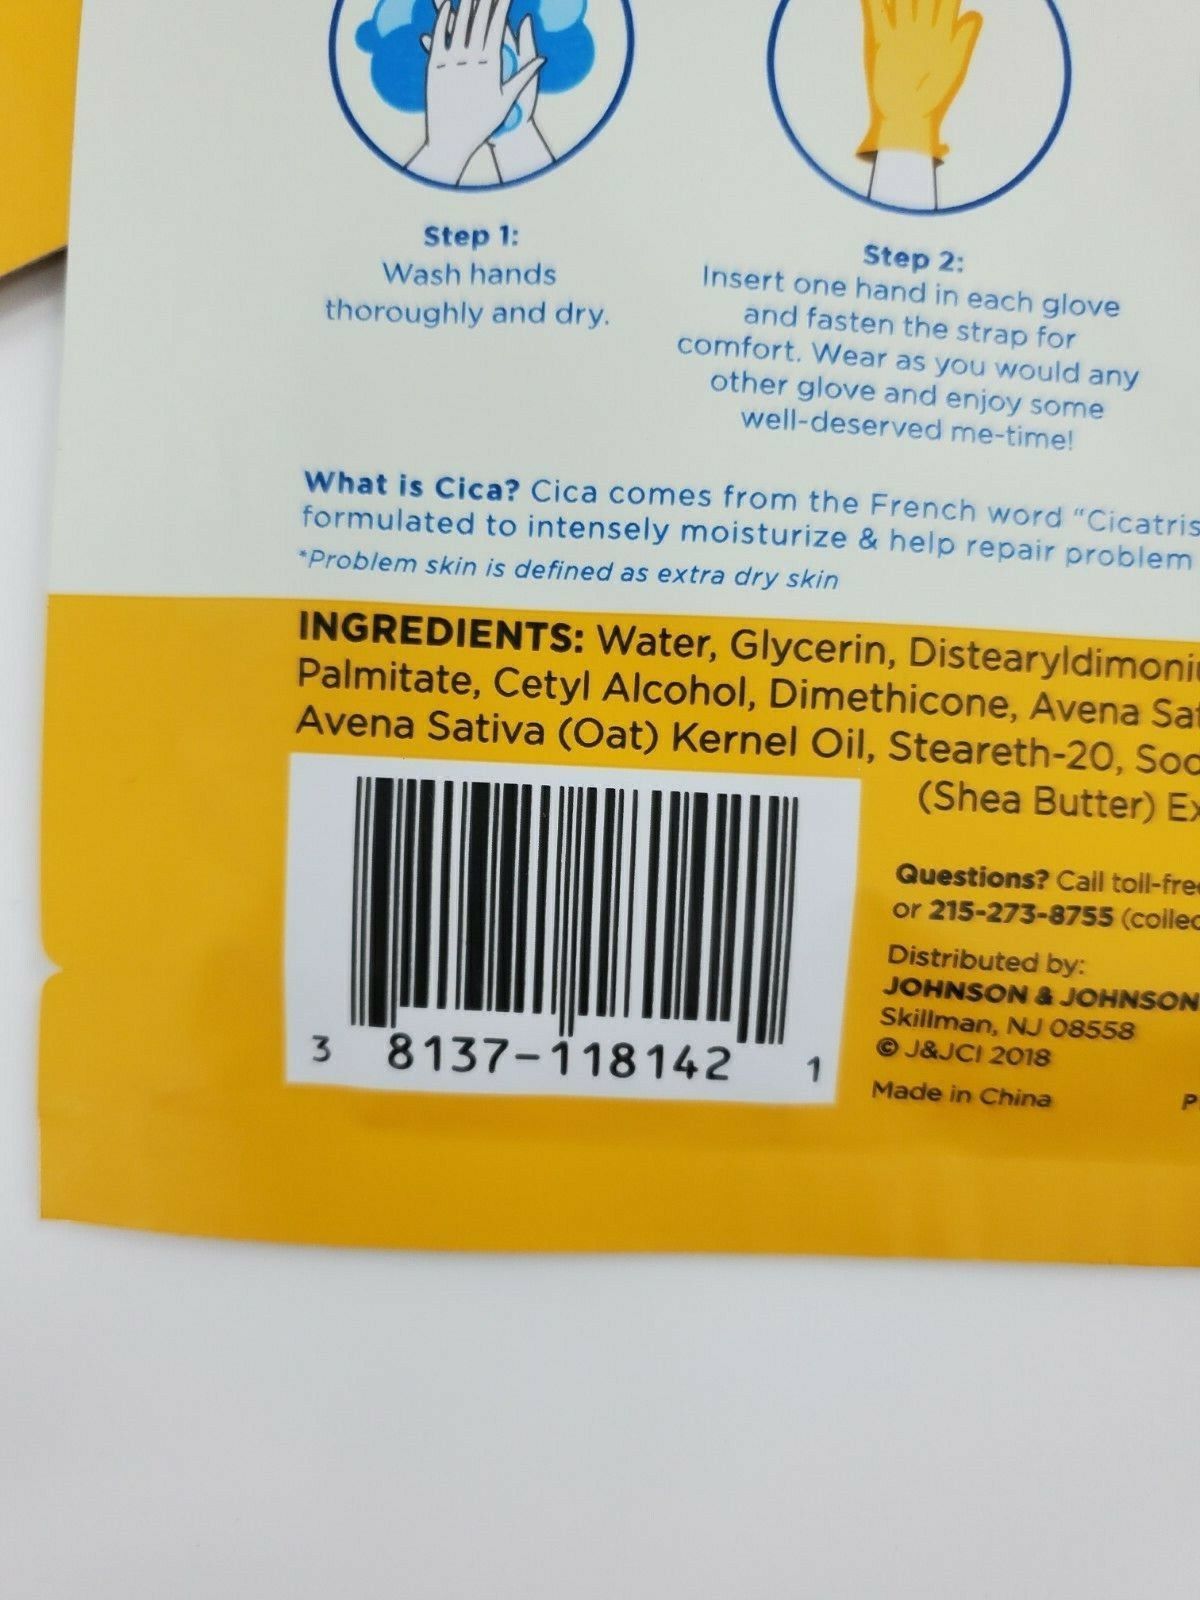 Step 1:
Wash hands
thoroughly and dry.
Step 2:
Insert one hand in each glove
and fasten the strap for
comfort. Wear as you would any
other glove and enjoy some
well-deserved me-time!
What is Cica? Cica comes from the French word “Cicatris
formulated to intensely moisturize & help repair problem
*Problem skin is defined as extra dry skin
INGREDIENTS: Water, Glycerin, Distearyldimoni
Palmitate, Cetyl Alcohol, Dimethicone, Avena Sat
Avena Sativa (Oat) Kernel Oil, Steareth-20, Sod
(Shea Butter) Ex
3 8137-118142 1
Questions? Call toll-free
or 215-273-8755 (collec
Distributed by:
JOHNSON & JOHNSON
Skillman, NJ 08558
© J&JCI 2018
Made in China
P